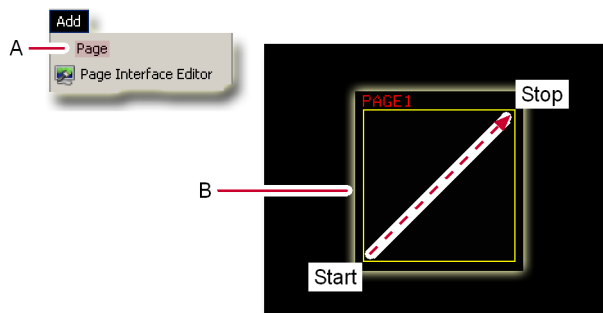 Add
A
Page
Page Interface Editor
PAGE1
Stop
B
Start